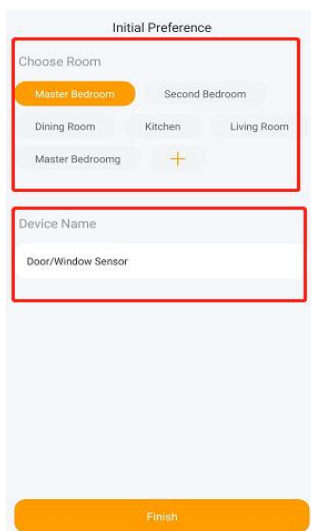 Initial Preference
Choose Room
Master Bedroom Second Bedroom
Dining Room Kitchen Living Room
Master Bedroomg +
Device Name
Door/Window Sensor
Finish